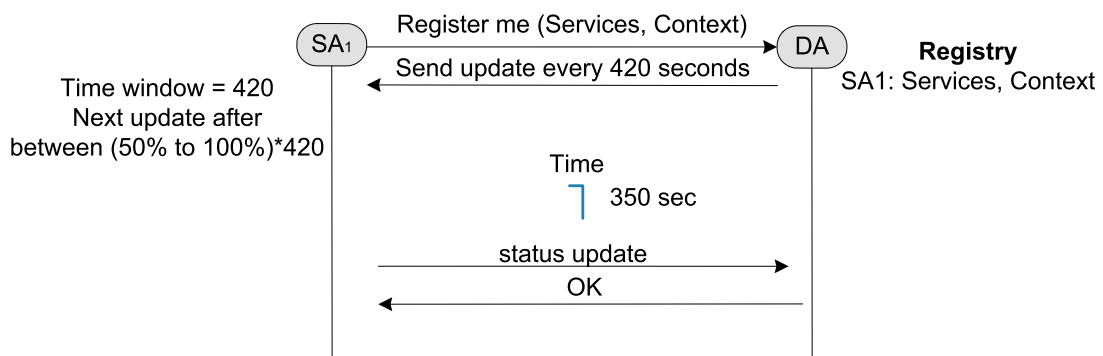 Register me (Services, Context)
SA1
DA
Registry
Send update every 420 seconds
SA1: Services, Context
Time window = 420
Next update after
between (50% to 100%)*420
Time
350 sec
status update
OK